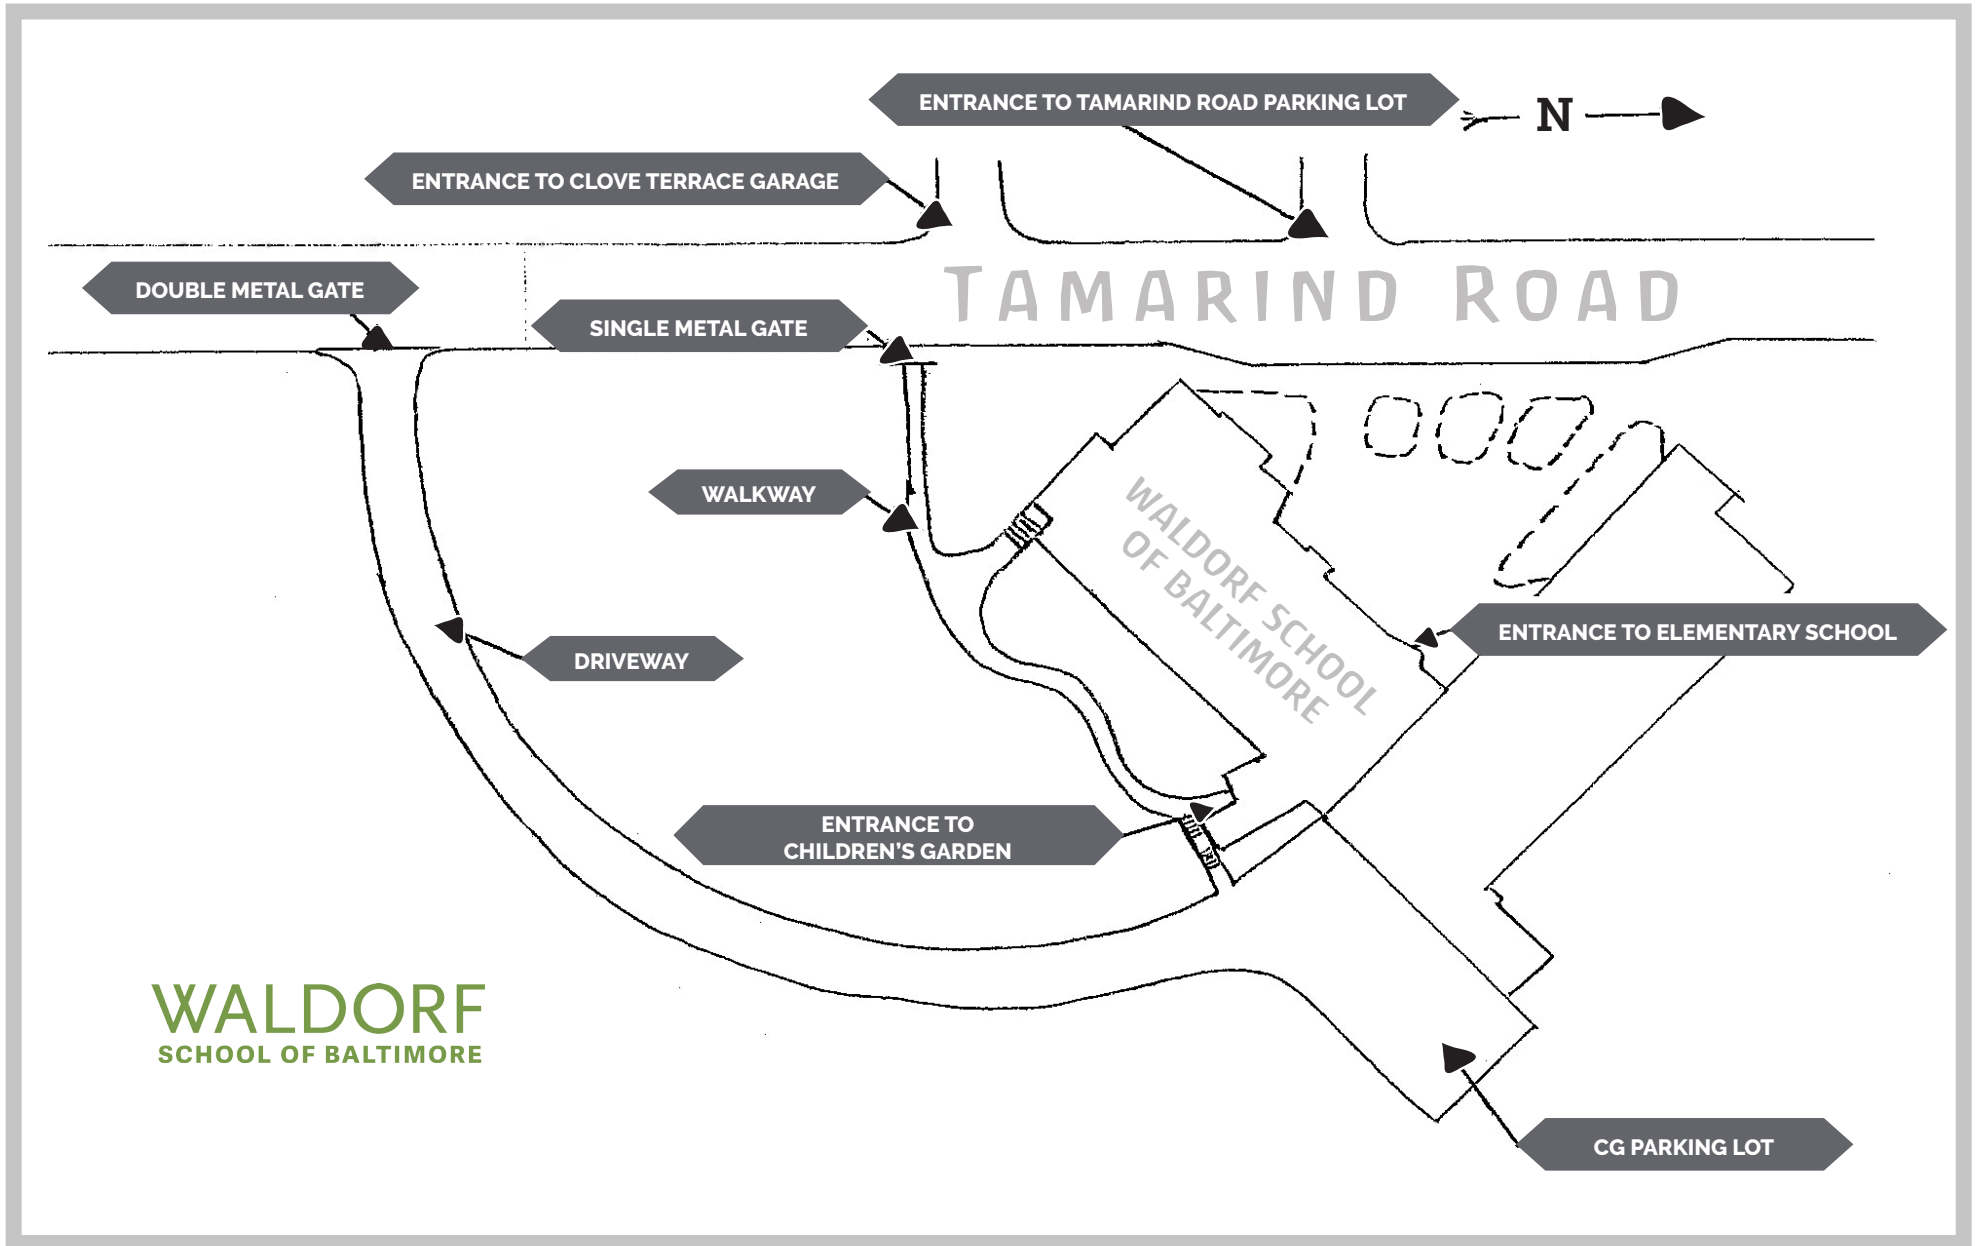 ENTRANCE TO TAMARIND ROAD PARKING LOT
N
ENTRANCE TO CLOVE TERRACE GARAGE
DOUBLE METAL GATE
SINGLE METAL GATE
TAMARIND ROAD
WALKWAY
WALDORF SCHOOL
OF BALTIMORE
ENTRANCE TO ELEMENTARY SCHOOL
DRIVEWAY
ENTRANCE TO
CHILDREN'S GARDEN
WALDORF
SCHOOL OF BALTIMORE
CG PARKING LOT